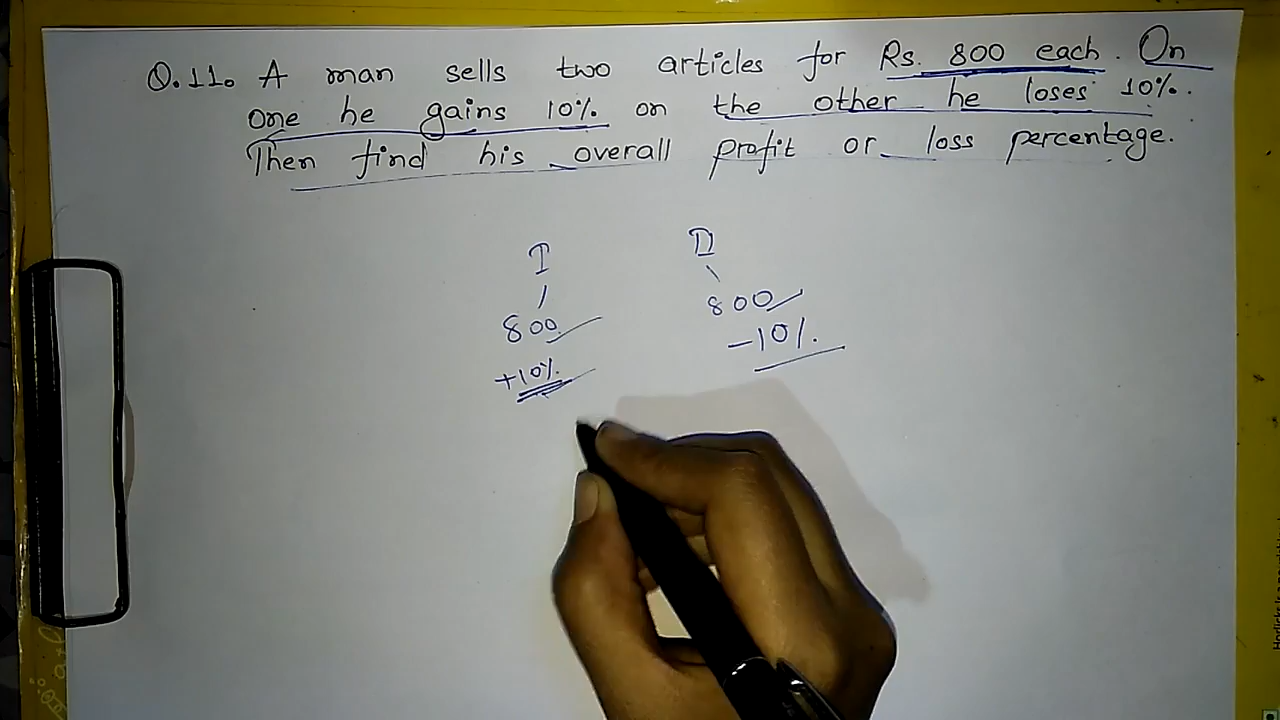 Q.11. A man sells two articles for Rs. 800 each. On
one he gains 10% on the other he loses 10%.
Then find his overall profit or loss percentage.
I II
800 800
+10% -10%